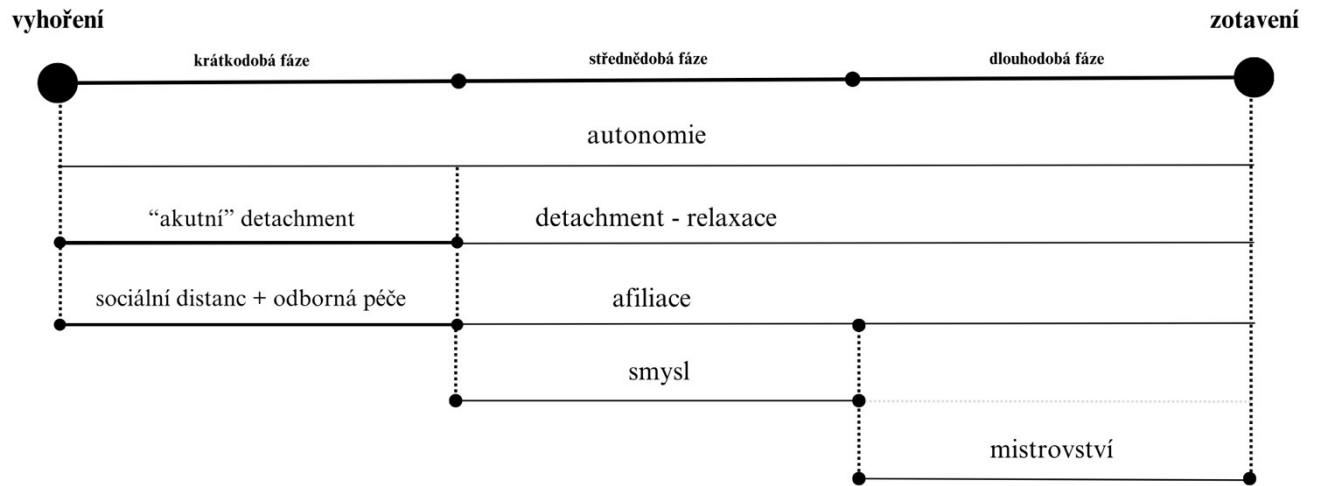 vyhoření
zotavení
krátkodobá fáze
střednědobá fáze
dlouhodobá fáze
autonomie
“akutní” detachment
detachment - relaxace
sociální distanc + odborná péče
afiliace
smysl
mistrovství